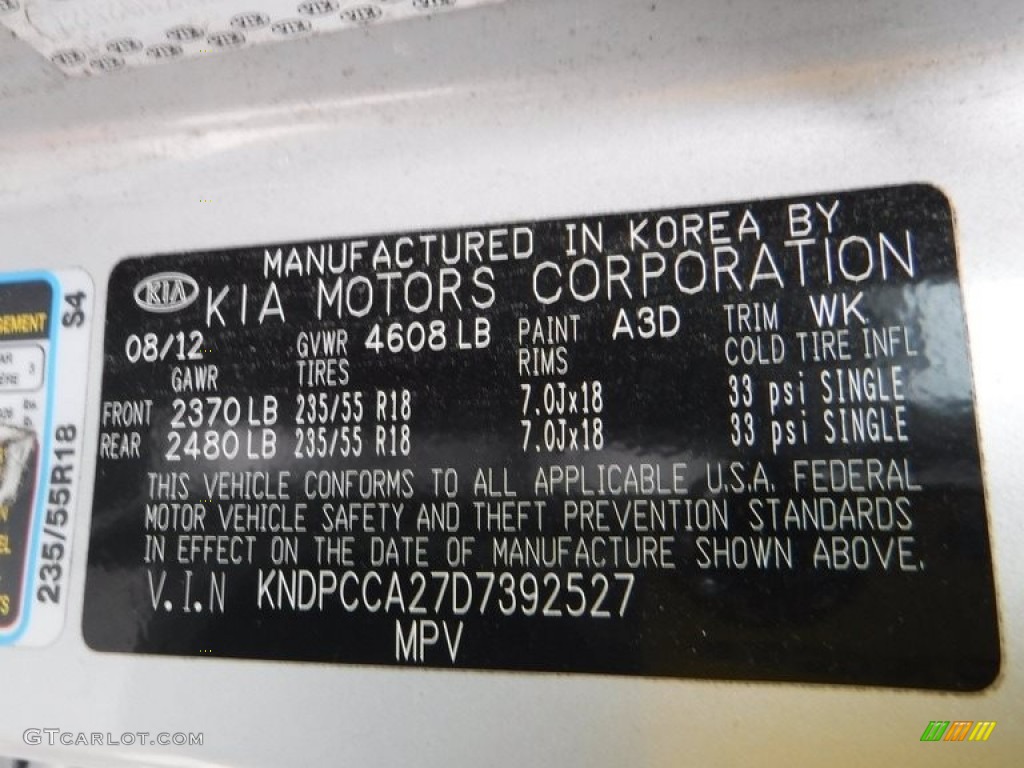 MANUFACTURED IN KOREA BY
KIA KIA MOTORS CORPORATION
08/12 GVWR 4608 LB PAINT A3D TRIM WK
GAWR TIRES RIMS COLD TIRE INFL
FRONT 2370 LB 235/55 R18 7.0Jx18 33 psi SINGLE
REAR 2480 LB 235/55 R18 7.0Jx18 33 psi SINGLE
THIS VEHICLE CONFORMS TO ALL APPLICABLE U.S.A. FEDERAL
MOTOR VEHICLE SAFETY AND THEFT PREVENTION STANDARDS
IN EFFECT ON THE DATE OF MANUFACTURE SHOWN ABOVE.
V.I.N KNDPCCA27D7392527
MPV
235/55R18 S4
GTCARLOT.COM